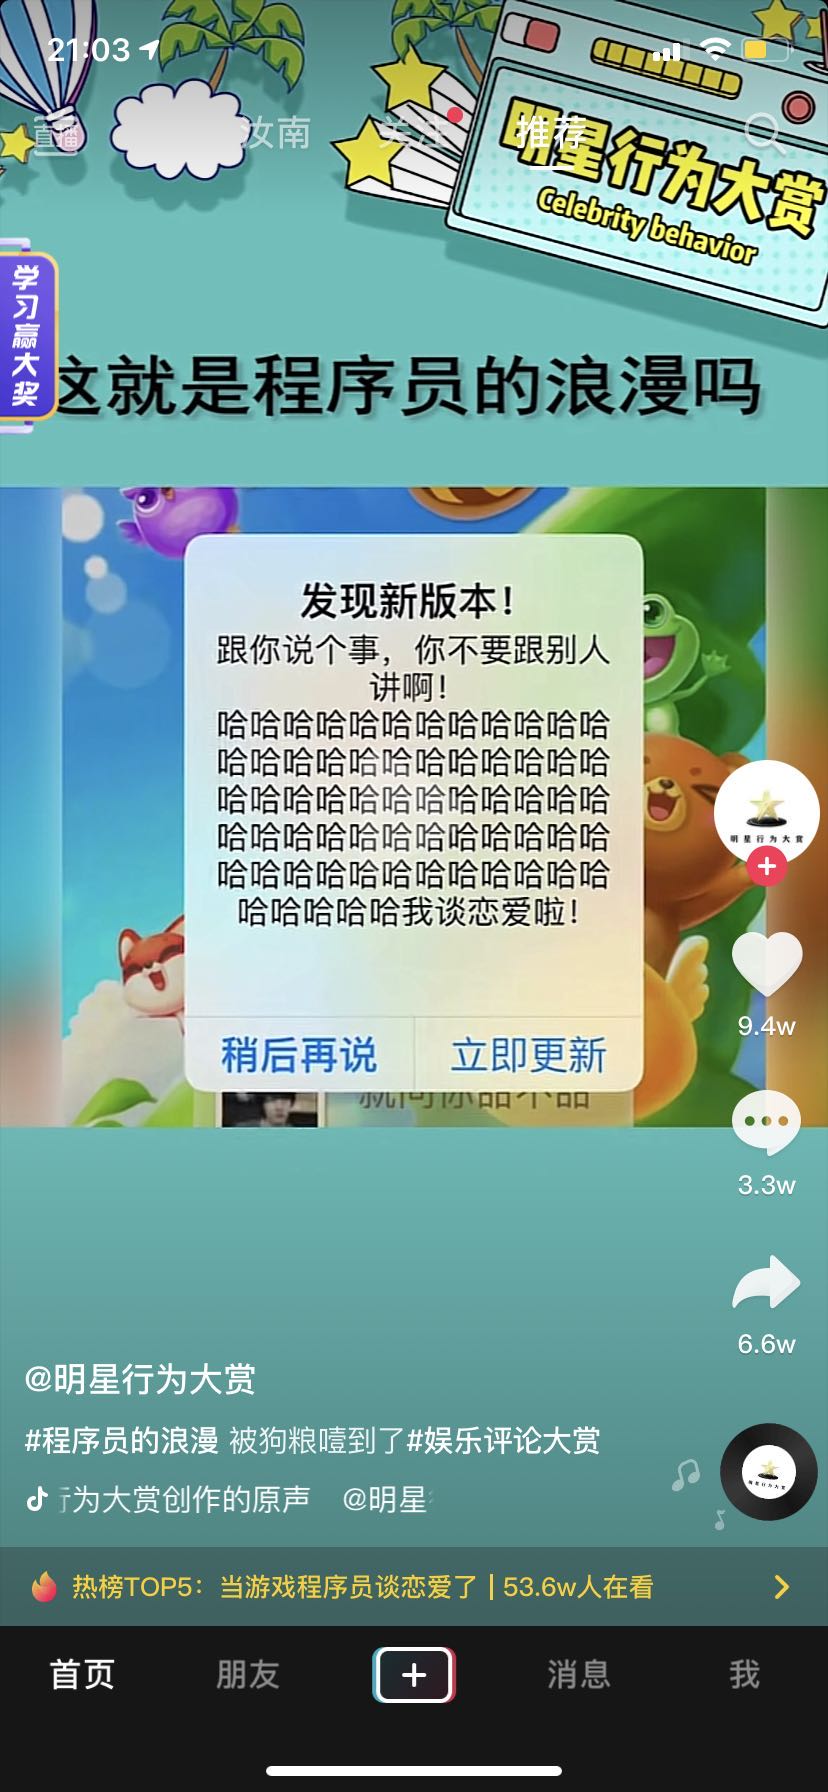 21:03
直播
汝南
关注
推荐
明星行为大赏
Celebrity behavior
学习赢大奖
这就是程序员的浪漫吗
发现新版本！
跟你说个事，你不要跟别人
讲啊！
哈哈哈哈哈哈哈哈哈哈哈哈
哈哈哈哈哈哈哈哈哈哈哈哈
哈哈哈哈哈哈哈哈哈哈哈哈
哈哈哈哈哈哈哈哈哈哈哈哈
哈哈哈哈哈哈哈哈哈哈哈哈
哈哈哈哈哈我谈恋爱啦！
稍后再说
立即更新
明星行为大赏
9.4w
3.3w
6.6w
@明星行为大赏
#程序员的浪漫 被狗粮噎到了#娱乐评论大赏
为大赏创作的原声 @明星
明星行为大赏
热榜TOP5：当游戏程序员谈恋爱了 | 53.6w人在看
首页
朋友
消息
我